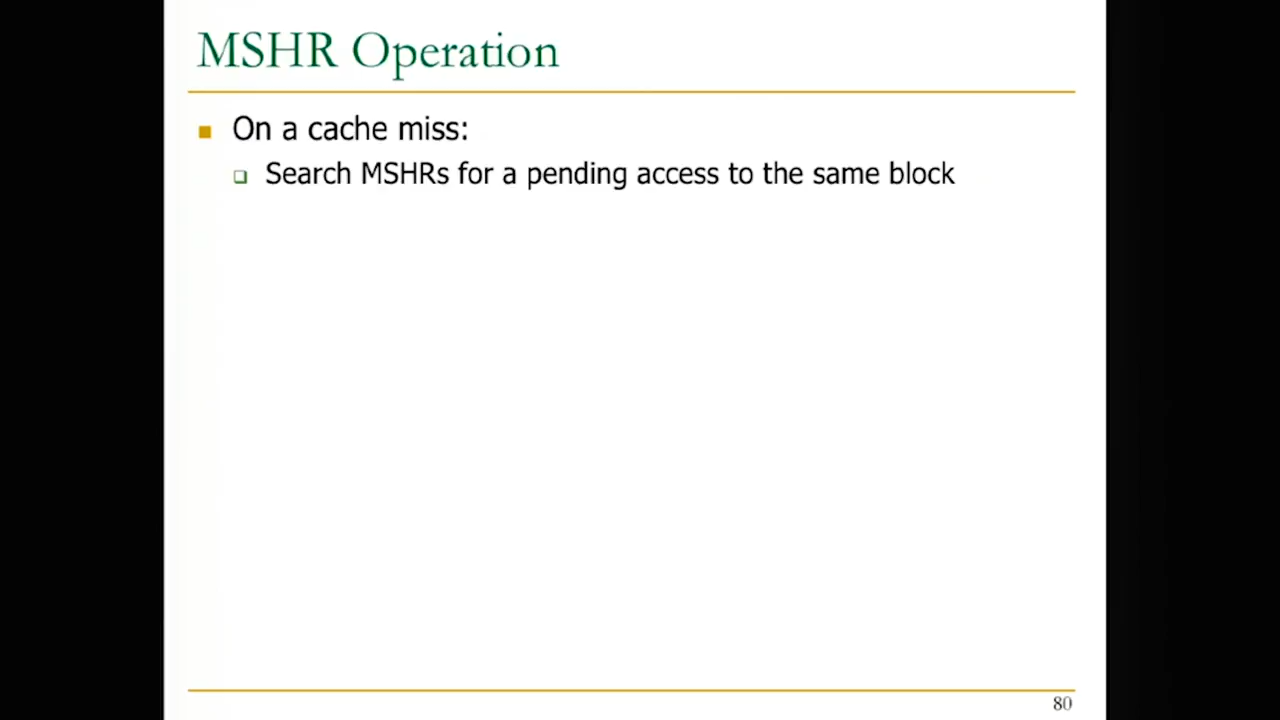 MSHR Operation
On a cache miss:
Search MSHRs for a pending access to the same block
80